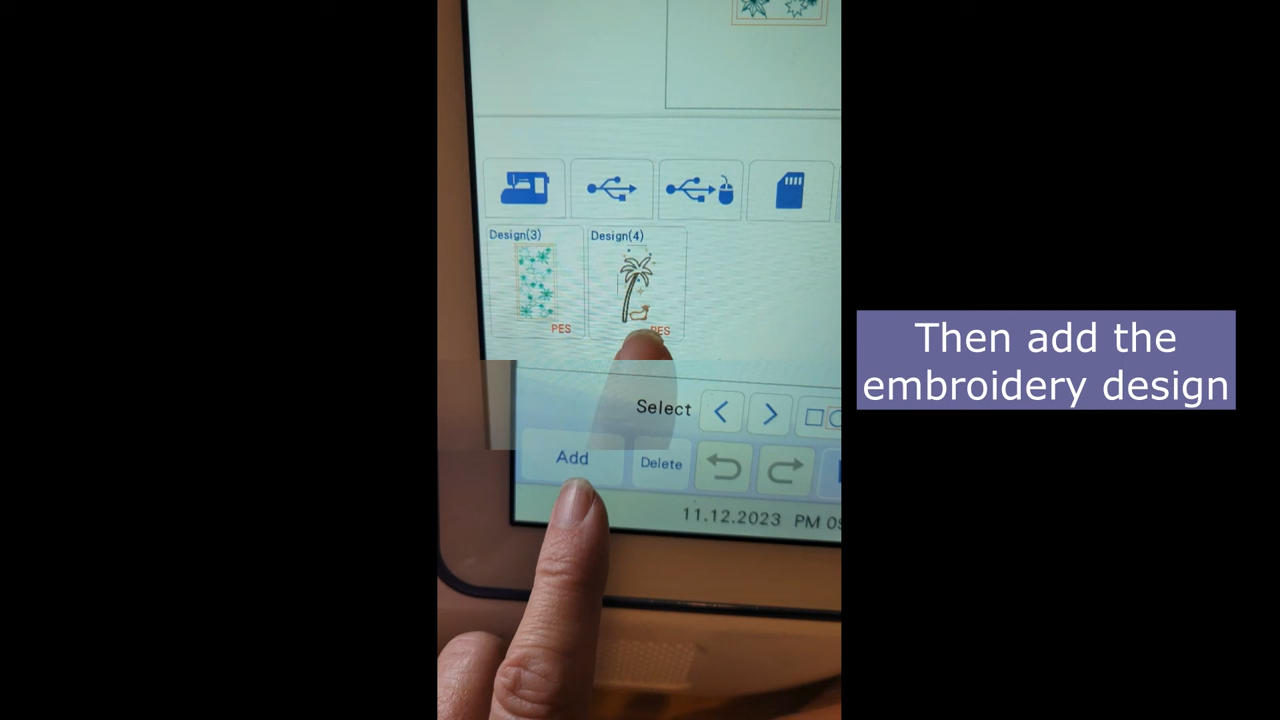 Design(3)
Design(4)
PES
PES
Then add the
embroidery design
Select
Add
Delete
11.12.2023 PM